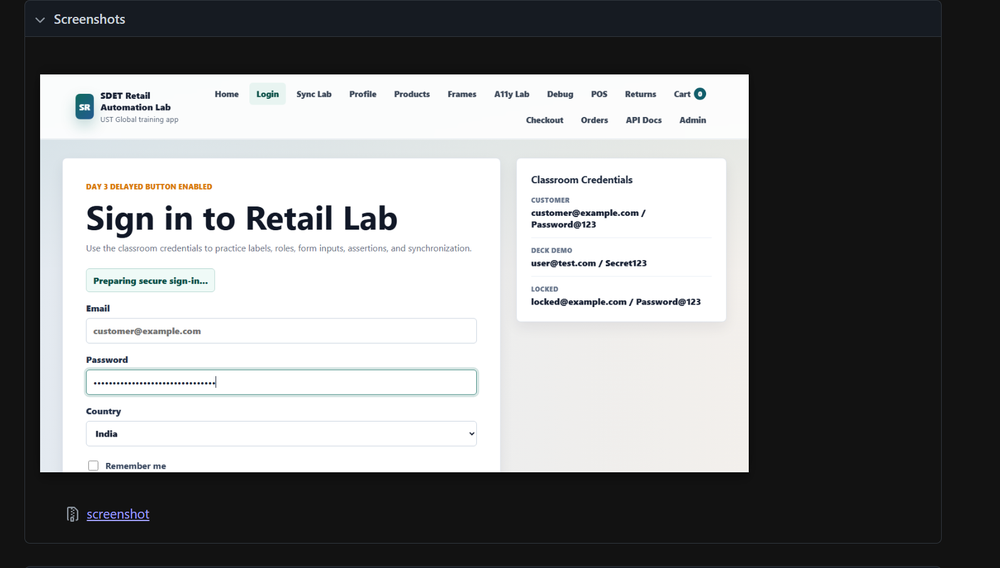 Screenshots
SR
SDET Retail
Automation Lab
UST Global training app
Home Login Sync Lab Profile Products Frames A11y Lab Debug POS Returns Cart 0
Checkout Orders API Docs Admin
DAY 3 DELAYED BUTTON ENABLED
Sign in to Retail Lab
Use the classroom credentials to practice labels, roles, form inputs, assertions, and synchronization.
Preparing secure sign-in...
Email
customer@example.com
Password
••••••••••••••••••••••••••••••••
Country
India
Remember me
Classroom Credentials
CUSTOMER
customer@example.com /
Password@123
DECK DEMO
user@test.com / Secret123
LOCKED
locked@example.com / Password@123
screenshot